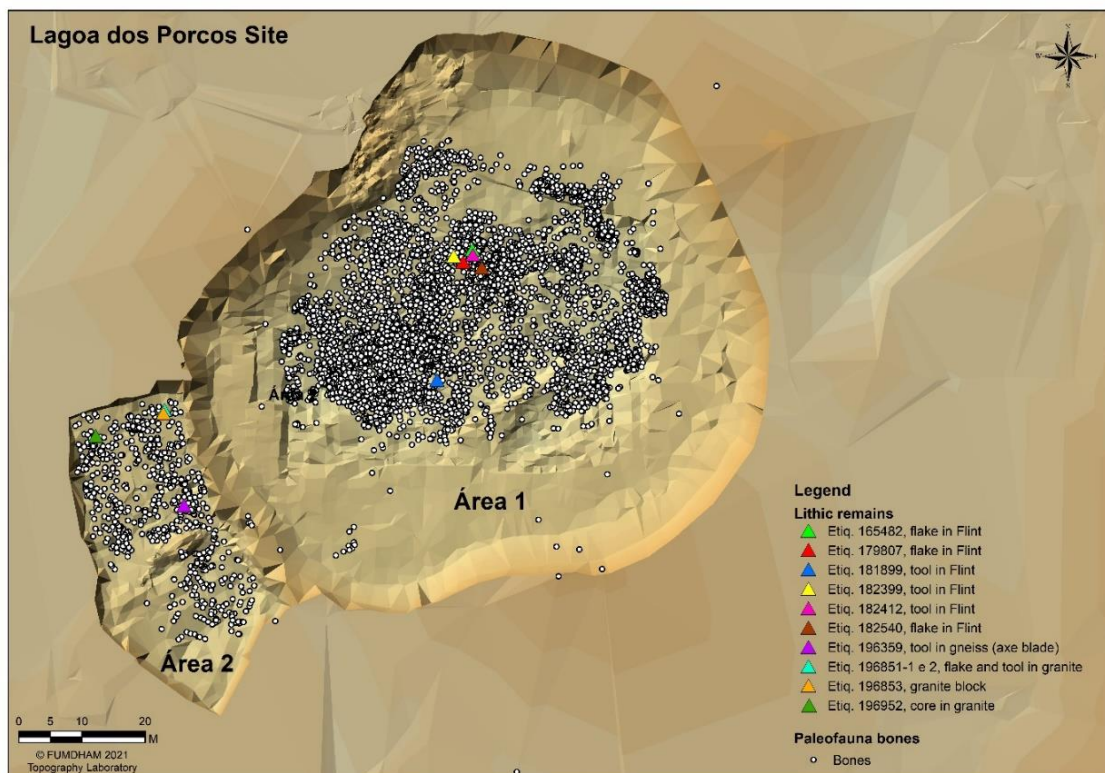 Lagoa dos Porcos Site
N
W
E
S
Área 2
Área 1
Área 2
Legend
Lithic remains
Etiq. 165482, flake in Flint
Etiq. 179807, flake in Flint
Etiq. 181899, tool in Flint
Etiq. 182399, tool in Flint
Etiq. 182412, tool in Flint
Etiq. 182540, flake in Flint
Etiq. 196359, tool in gneiss (axe blade)
Etiq. 196851-1 e 2, flake and tool in granite
Etiq. 196853, granite block
Etiq. 196952, core in granite
Paleofauna bones
Bones
0 5 10 20
M
© FUMDHAM 2021
Topography Laboratory